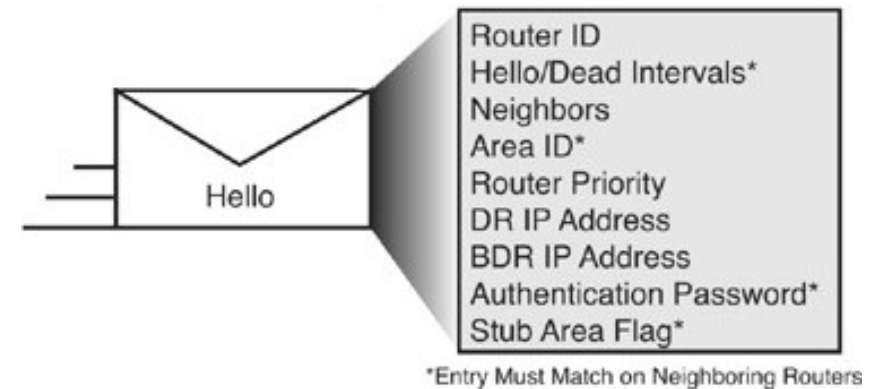 Hello
Router ID
Hello/Dead Intervals*
Neighbors
Area ID*
Router Priority
DR IP Address
BDR IP Address
Authentication Password*
Stub Area Flag*
*Entry Must Match on Neighboring Routers